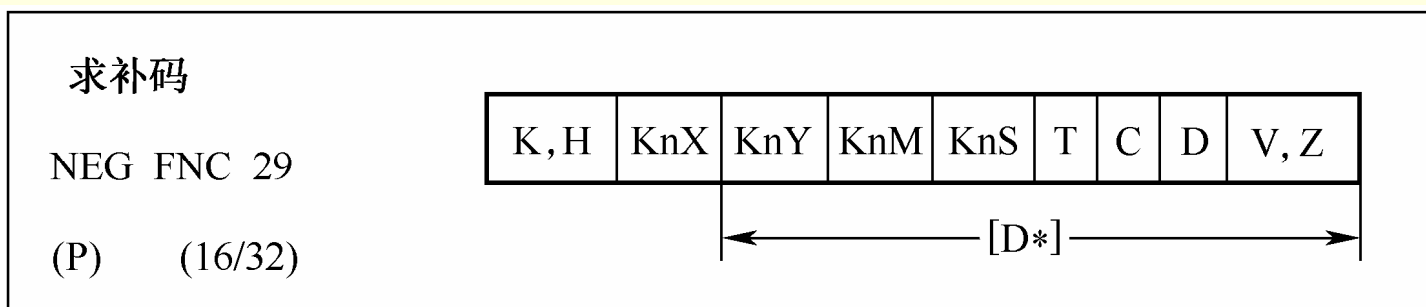 求补码
NEG FNC 29
(P) (16/32)
K,H KnX KnY KnM KnS T C D V,Z
[D*]